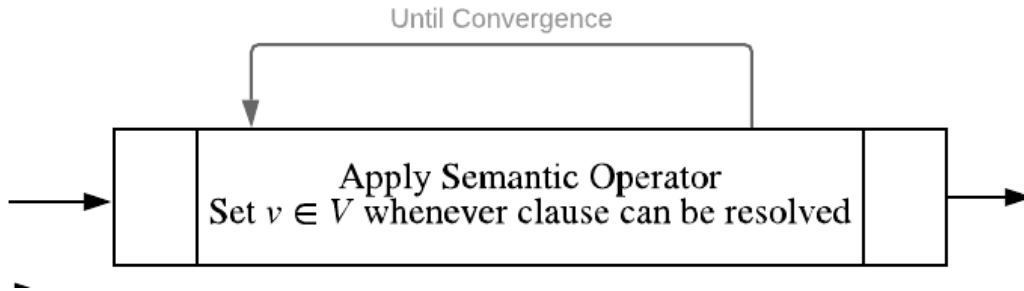 Until Convergence
Apply Semantic Operator
Set v ∈ V whenever clause can be resolved